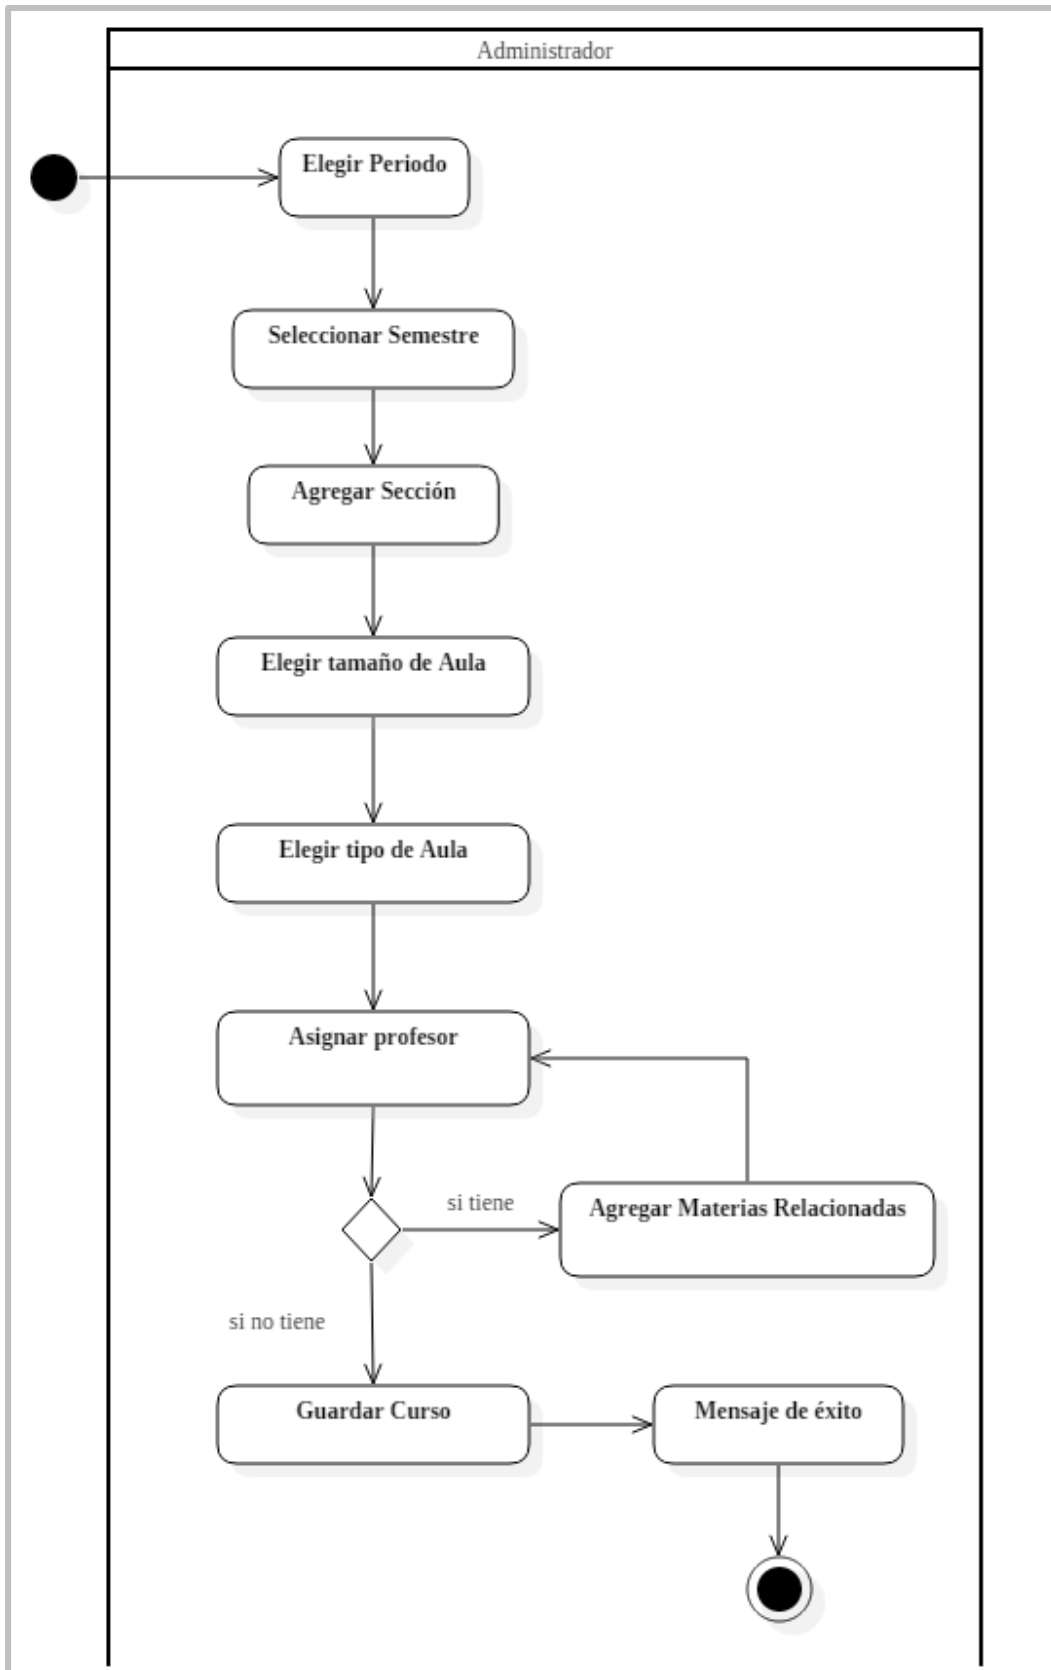 Administrador
Elegir Periodo
Seleccionar Semestre
Agregar Sección
Elegir tamaño de Aula
Elegir tipo de Aula
Asignar profesor
si tiene
Agregar Materias Relacionadas
si no tiene
Guardar Curso
Mensaje de éxito